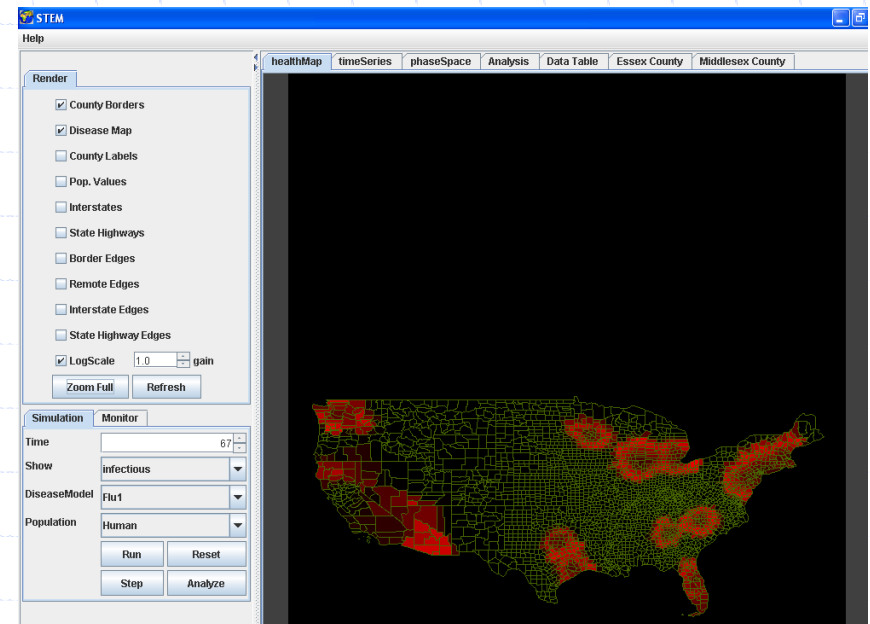 STEM
Help
Render
County Borders
Disease Map
County Labels
Pop. Values
Interstates
State Highways
Border Edges
Remote Edges
Interstate Edges
State Highway Edges
LogScale 1.0 gain
Zoom Full Refresh
Simulation Monitor
Time 67
Show infectious
DiseaseModel Flu1
Population Human
Run Reset
Step Analyze
healthMap timeSeries phaseSpace Analysis Data Table Essex County Middlesex County